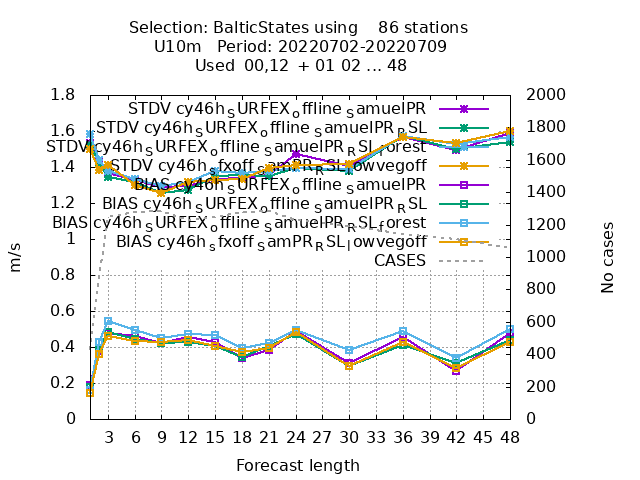 Selection: BalticStates using 86 stations
U10m Period: 20220702-20220709
Used 00,12 + 01 02 ... 48
1.8
1.6
1.4
1.2
1
0.8
0.6
0.4
0.2
0
2000
1800
1600
1400
1200
1000
800
600
400
200
0
STDV cy46h_SURFEX_offline_samuelPR
STDV cy46h_SURFEX_offline_samuelPR_RSL
STDV cy46h_SURFEX_offline_samuelPR_RSL_forest
STDV cy46h_sfxoff_samPR_RSL_lowvegoff
BIAS cy46h_SURFEX_offline_samuelPR
BIAS cy46h_SURFEX_offline_samuelPR_RSL
BIAS cy46h_SURFEX_offline_samuelPR_RSL_forest
BIAS cy46h_sfxoff_SamPR_RSL_lowvegoff
CASES
m/s
No cases
3 6 9 12 15 18 21 24 27 30 33 36 39 42 45 48
Forecast length